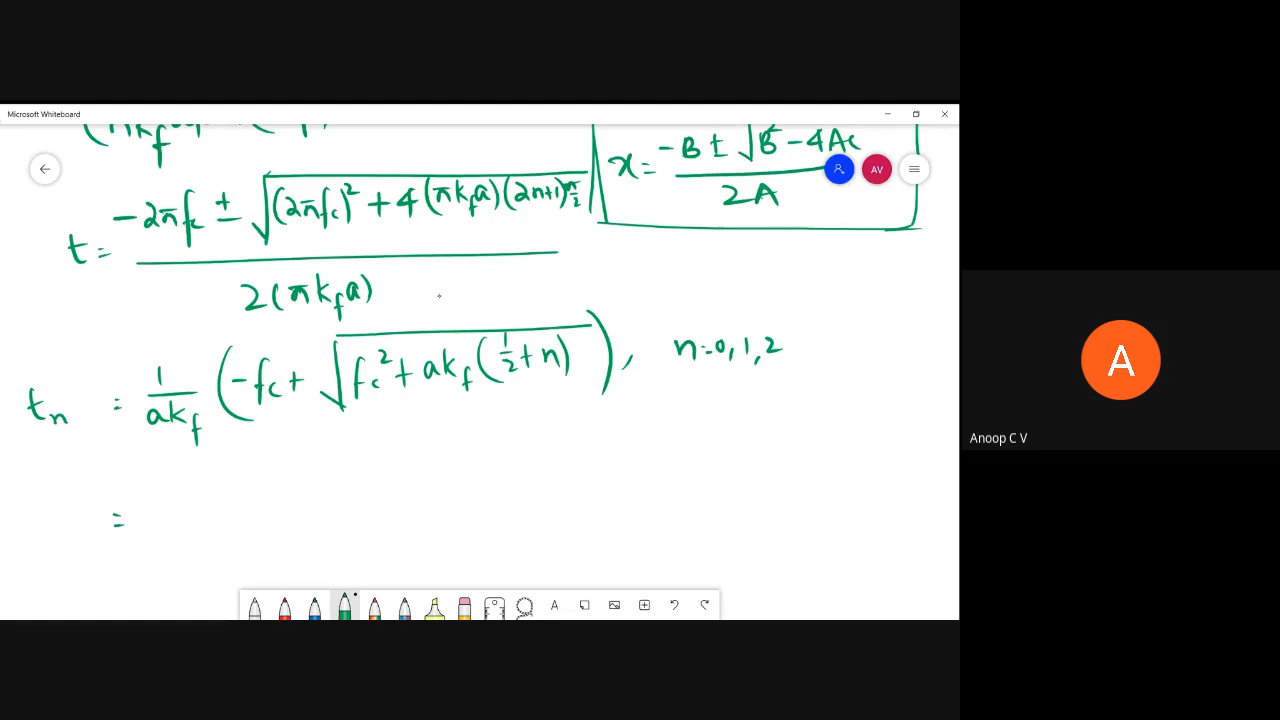 Microsoft Whiteboard
x = -B ± √B² - 4AC / 2A
AV
t = -2πf_c ± √(2πf_c)² + 4(πk_f a)(2n+1)π/2 / 2(πk_f a)
t_n = 1/ak_f (-f_c + √f_c² + ak_f (1/2 + n)), n=0,1,2
=
A
Anoop C V